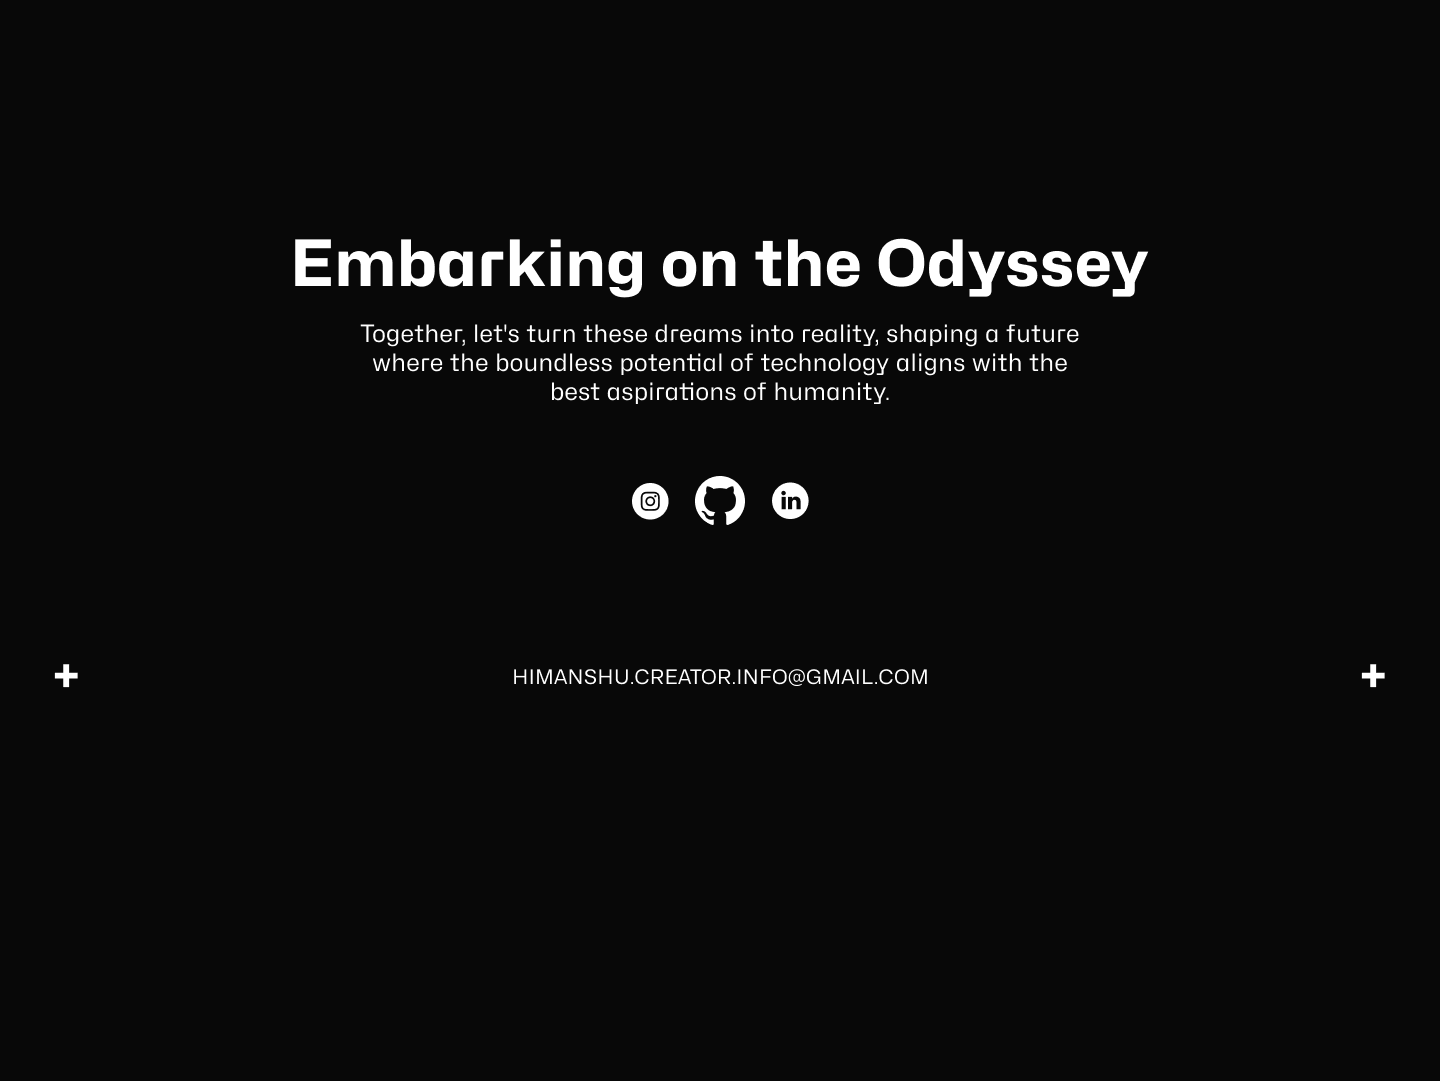 Embarking on the Odyssey
Together, let's turn these dreams into reality, shaping a future
where the boundless potential of technology aligns with the
best aspirations of humanity.
in
HIMANSHU.CREATOR.INFO@GMAIL.COM